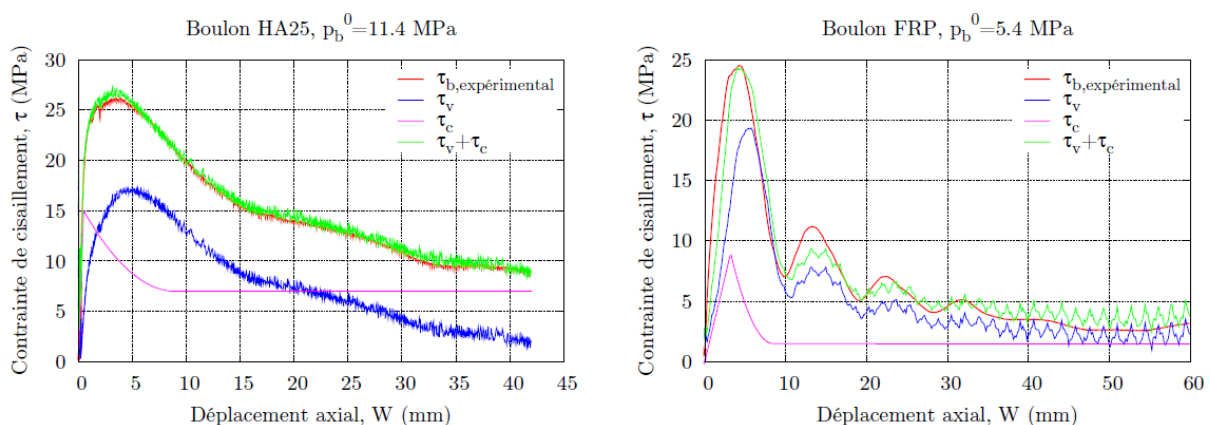 Boulon HA25, p_b^0=11.4 MPa
Contrainte de cisaillement, τ (MPa)
30
25
20
15
10
5
0
τ_b,expérimental
τ_v
τ_c
τ_v+τ_c
0 5 10 15 20 25 30 35 40 45
Déplacement axial, W (mm)
Boulon FRP, p_b^0=5.4 MPa
Contrainte de cisaillement, τ (MPa)
25
20
15
10
5
0
τ_b,expérimental
τ_v
τ_c
τ_v+τ_c
0 10 20 30 40 50 60
Déplacement axial, W (mm)